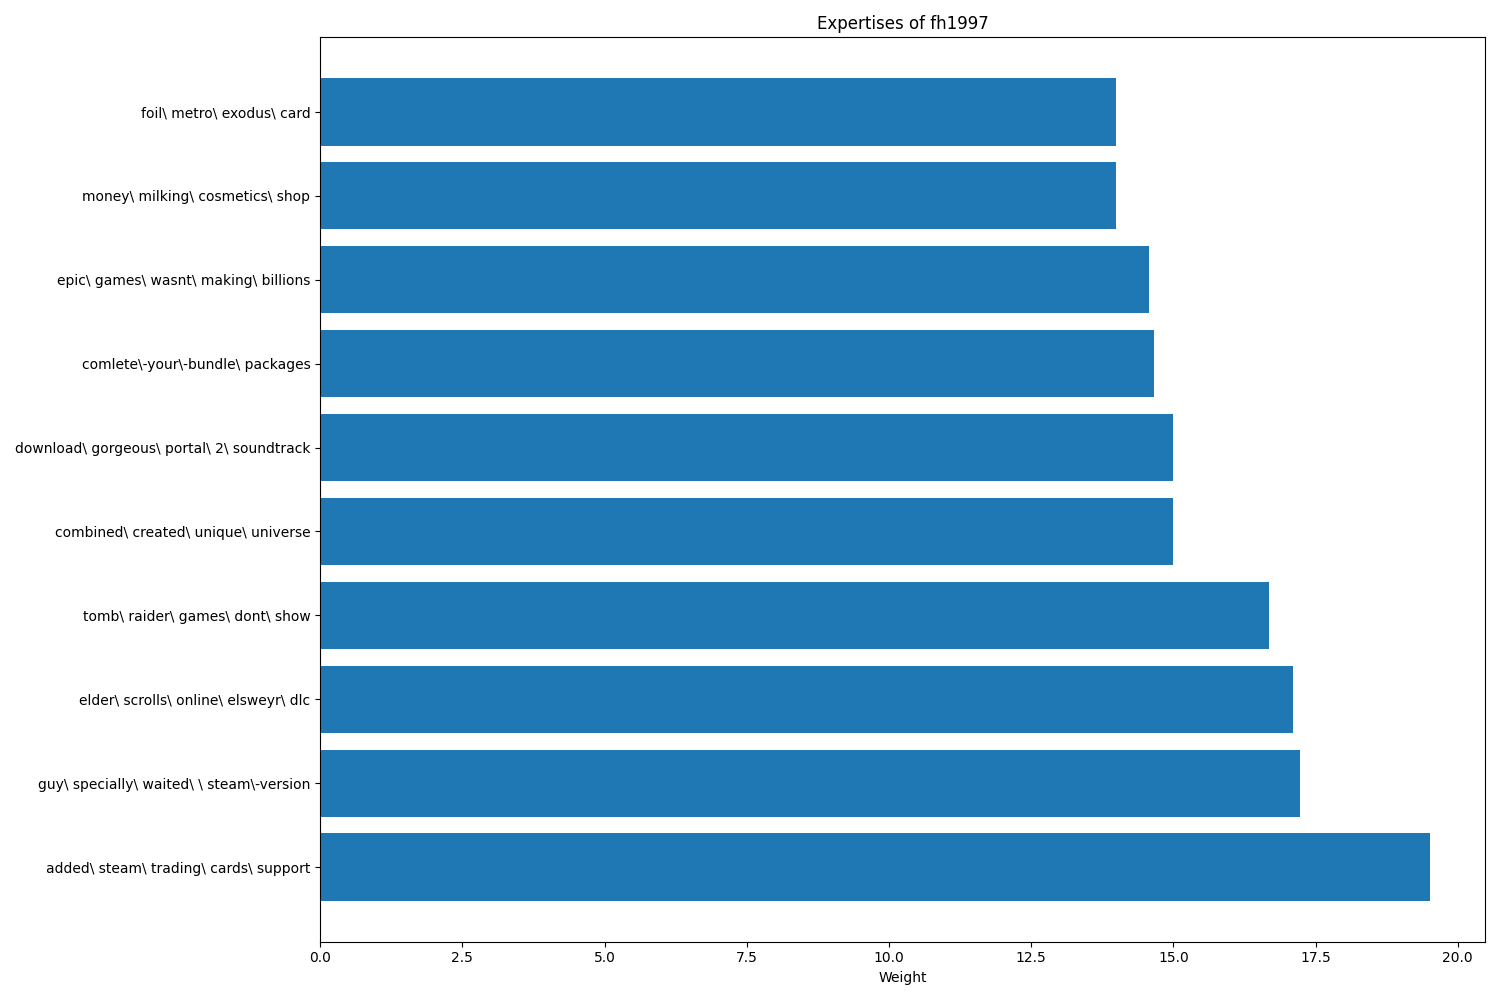 Expertises of fh1997
foil\ metro\ exodus\ card
money\ milking\ cosmetics\ shop
epic\ games\ wasnt\ making\ billions
comlete\-your\-bundle\ packages
download\ gorgeous\ portal\ 2\ soundtrack
combined\ created\ unique\ universe
tomb\ raider\ games\ dont\ show
elder\ scrolls\ online\ elsweyr\ dlc
guy\ specially\ waited\ \ steam\-version
added\ steam\ trading\ cards\ support
0.0 2.5 5.0 7.5 10.0 12.5 15.0 17.5 20.0
Weight